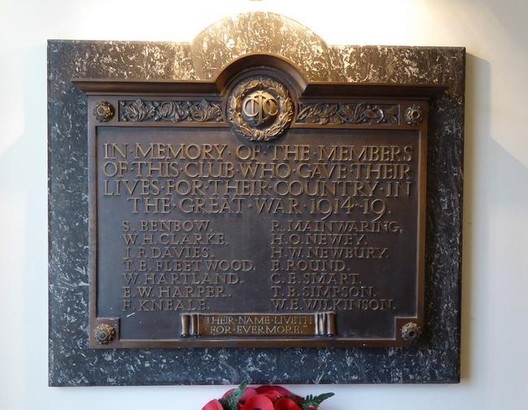 IN·MEMORY·OF·THE·MEMBERS
OF·THIS·CLUB·WHO·GAVE·THEIR
LIVES·FOR·THEIR·COUNTRY·IN
THE·GREAT·WAR·1914-19.
S. BENBOW.
W. H. CLARKE.
J. P. DAVIES.
T. E. FLEETWOOD.
W. HARTLAND.
E. W. HARPER.
F. KNEALE.
R. MAINWARING.
H. O. NEWEY.
H. W. NEWBURY.
E. ROUND.
C. E. SMART.
T. B. SIMPSON.
W. E. WILKINSON.
THEIR·NAME·LIVETH
FOR·EVERMORE."